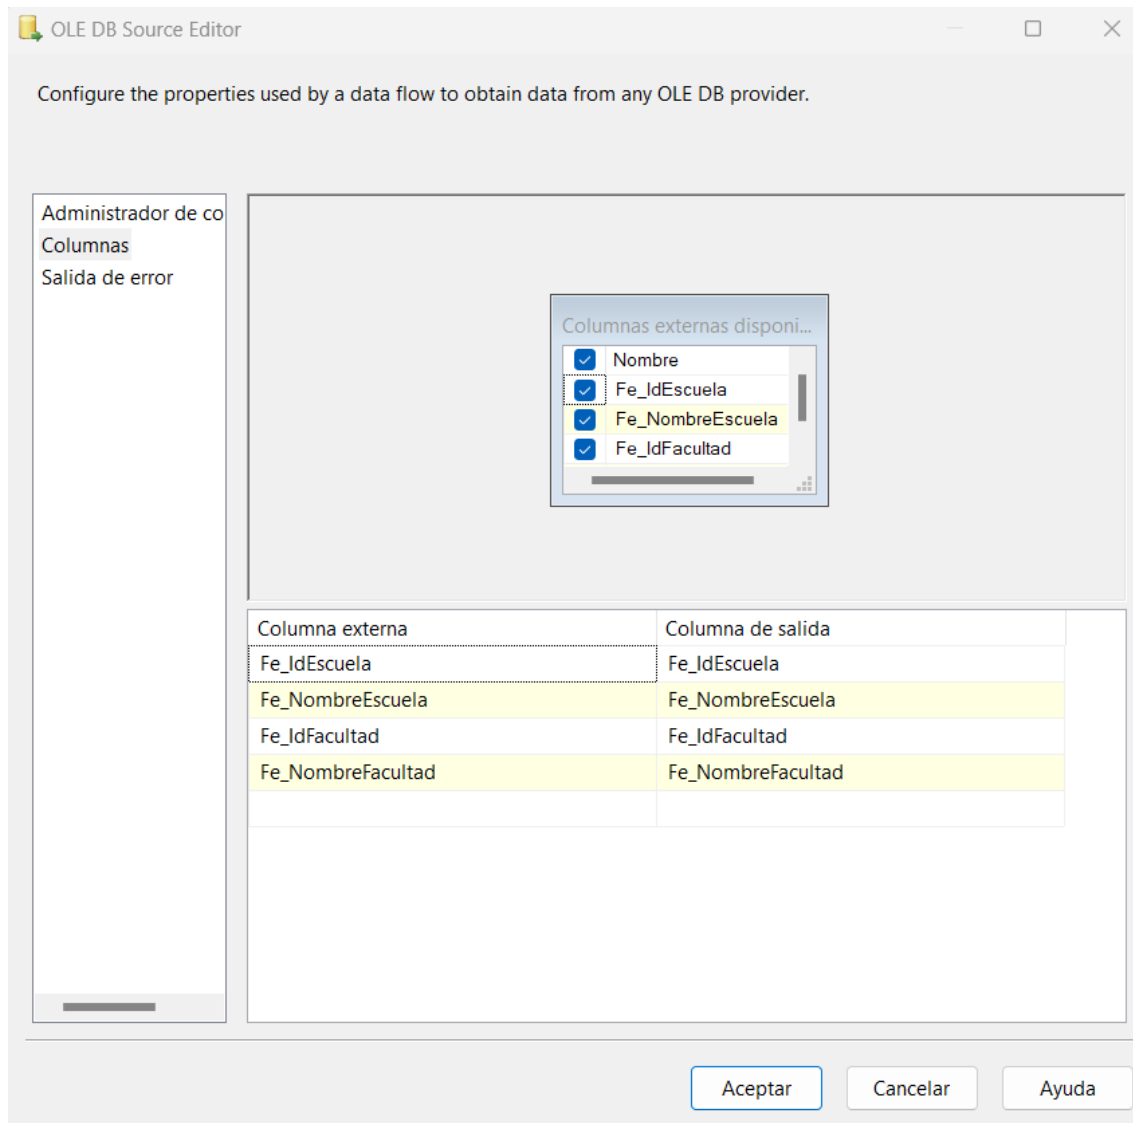 OLE DB Source Editor
Configure the properties used by a data flow to obtain data from any OLE DB provider.
Administrador de co
Columnas
Salida de error
Columnas externas disponi...
Nombre
Fe_IdEscuela
Fe_NombreEscuela
Fe_IdFacultad
Columna externa Columna de salida
Fe_IdEscuela Fe_IdEscuela
Fe_NombreEscuela Fe_NombreEscuela
Fe_IdFacultad Fe_IdFacultad
Fe_NombreFacultad Fe_NombreFacultad
Aceptar Cancelar Ayuda